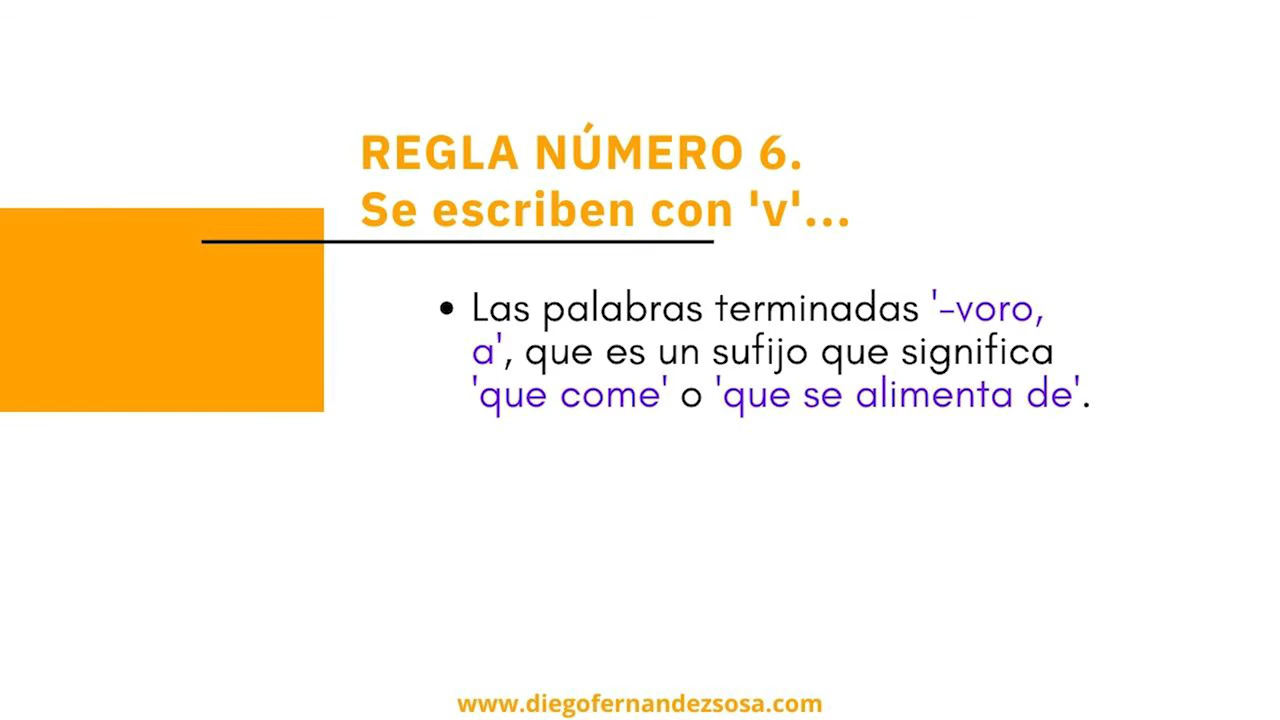 REGLA NÚMERO 6.
Se escriben con 'v'...
• Las palabras terminadas '-voro,
a', que es un sufijo que significa
'que come' o 'que se alimenta de'.
www.diegofernandezsosa.com